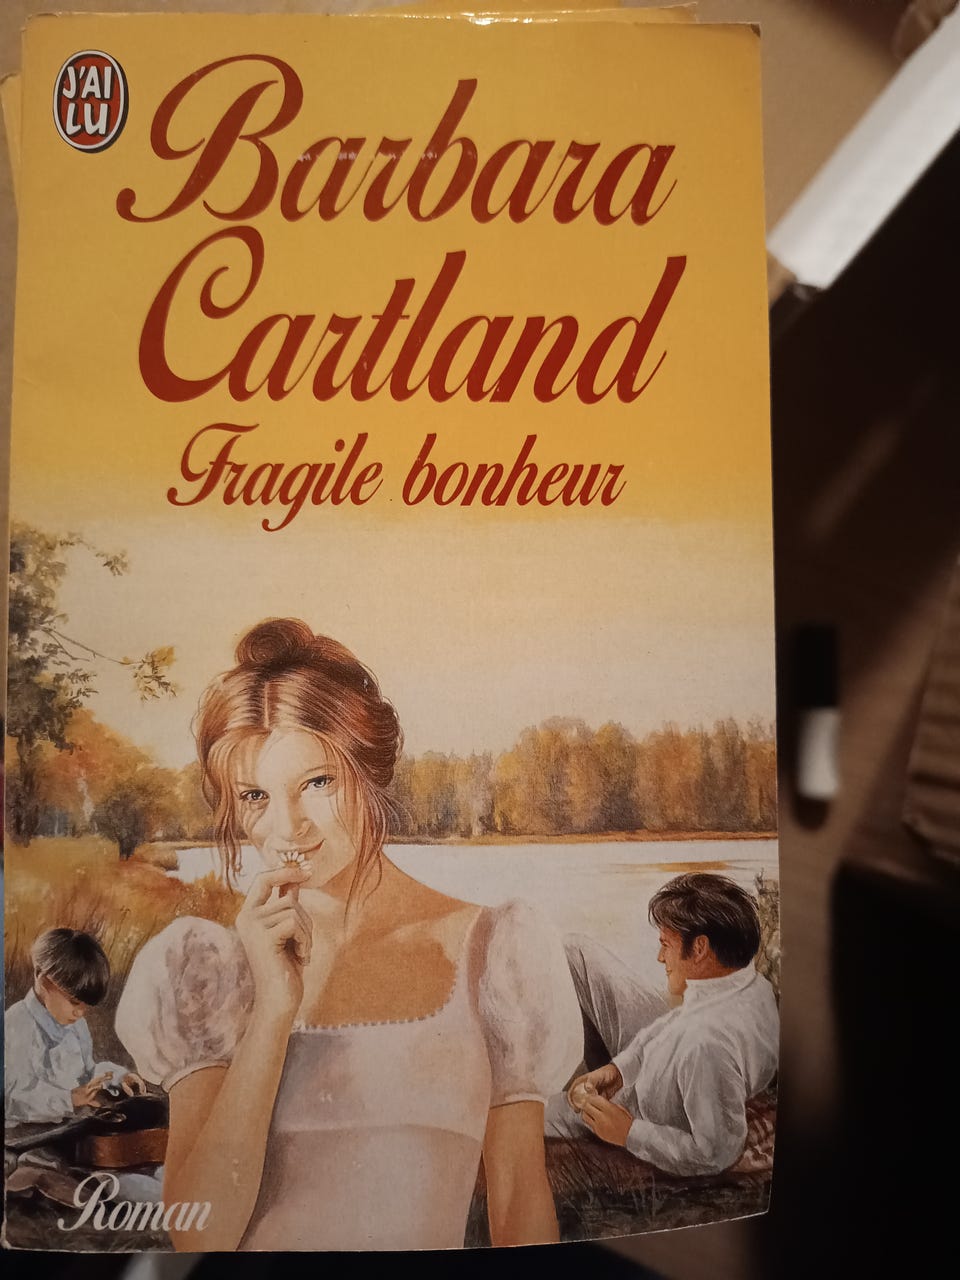 J'AI
LU
Barbara
Cartland
Fragile bonheur
Roman